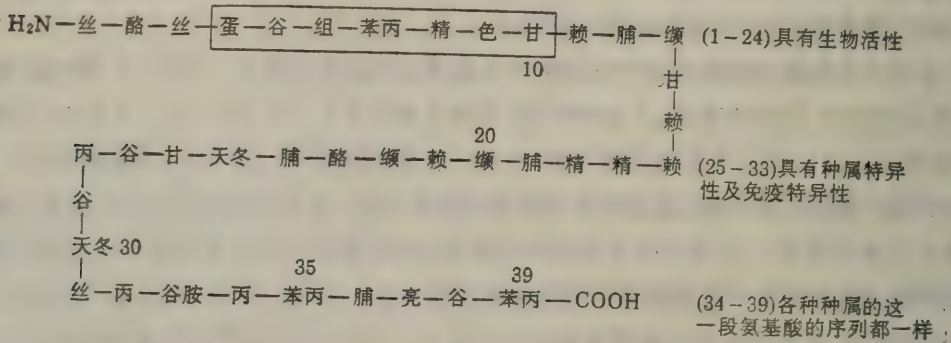 H₂N—丝—酪—丝—蛋—谷—组—苯丙—精—色—甘—赖—脯—缬 (1-24)具有生物活性
10
甘
赖
20
丙—谷—甘—天冬—脯—酪—缬—赖—缬—脯—精—精—赖 (25-33)具有种属特异
性及免疫特异性
谷
天冬 30
35 39
丝—丙—谷胺—丙—苯丙—脯—亮—谷—苯丙—COOH (34-39)各种种属的这
一段氨基酸的序列都一样